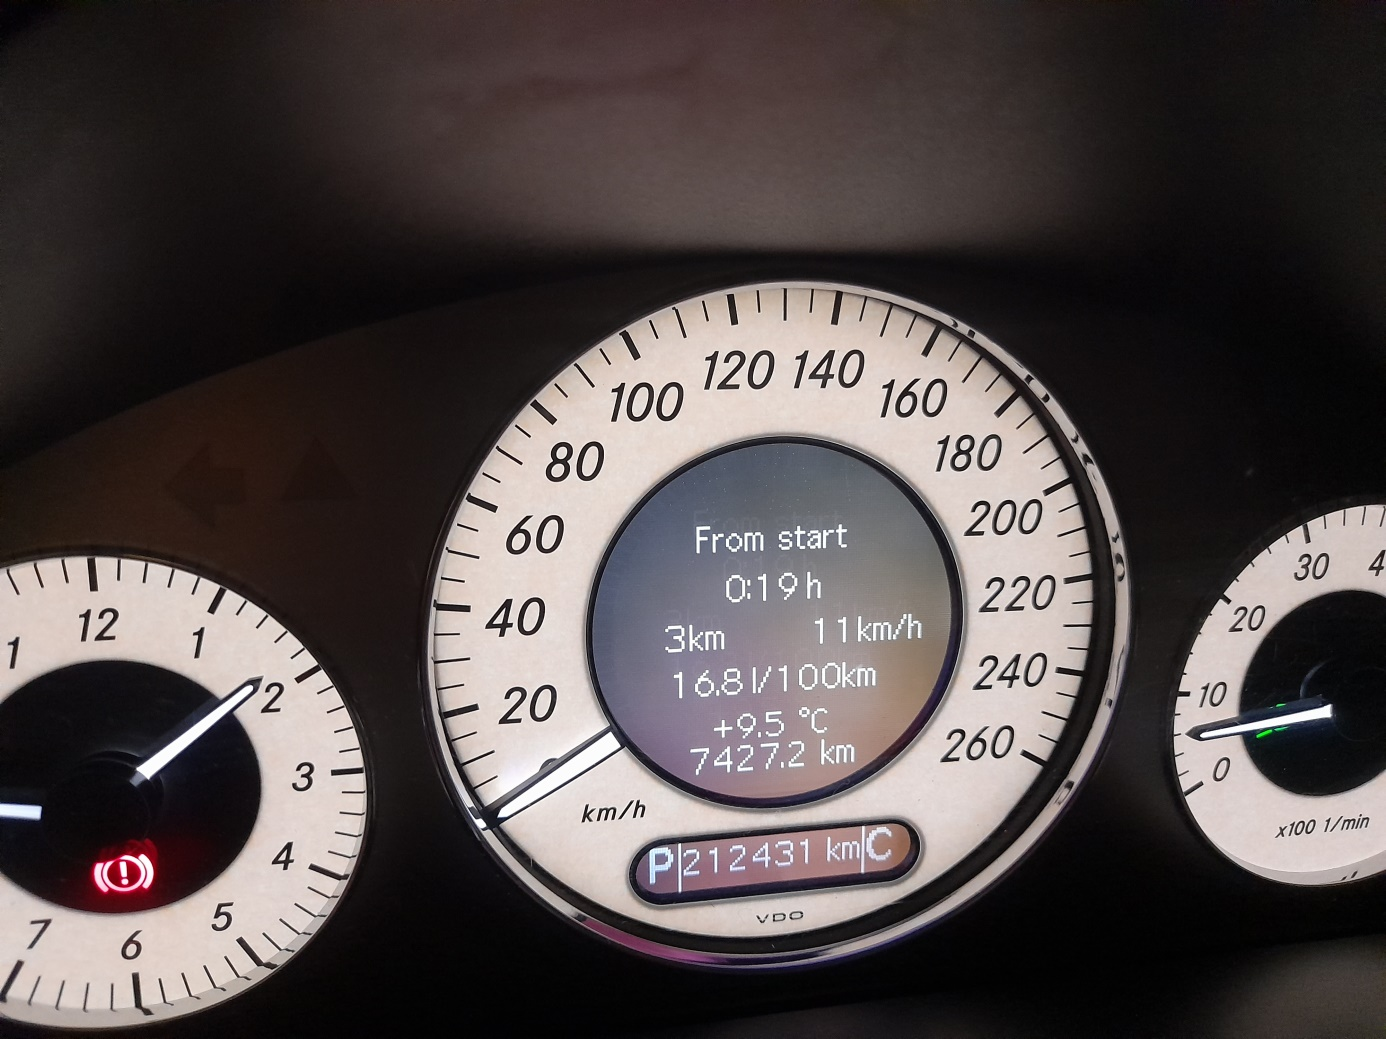 120 140
100 160
80 180
60 200
40 220
20 240
260
km/h
From start
0:19 h
3km 11km/h
16.8 l/100km
+9.5 °C
7427.2 km
P 212431 km C
VDO
12
1
2
3
4
5
6
7
30
20
10
0
x100 1/min